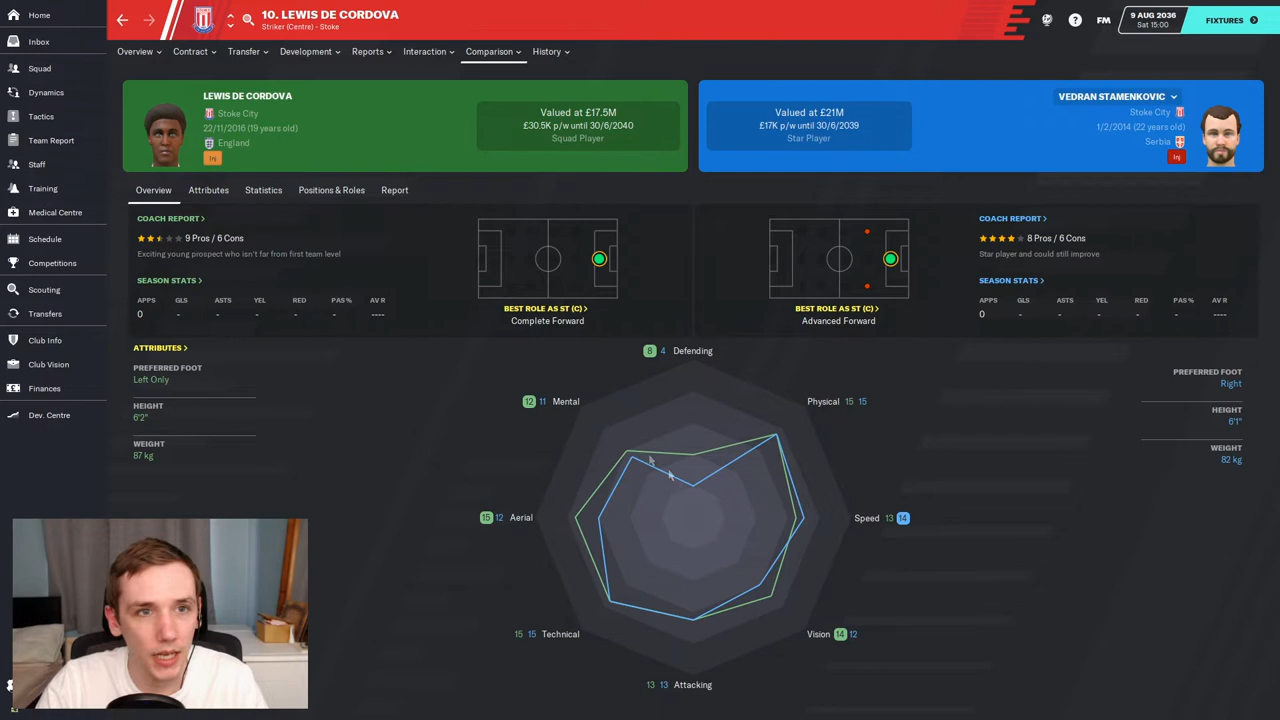 Home
Inbox
Squad
Dynamics
Tactics
Team Report
Staff
Training
Medical Centre
Schedule
Competitions
Scouting
Transfers
Club Info
Club Vision
Finances
Dev. Centre
10. LEWIS DE CORDOVA
Striker (Centre) - Stoke
? FM 9 AUG 2036 FIXTURES
Sat 15:00
Overview Contract Transfer Development Reports Interaction Comparison History
LEWIS DE CORDOVA
Stoke City
22/11/2016 (19 years old)
England
Inj
Valued at £17.5M
£30.5K p/w until 30/6/2040
Squad Player
Valued at £21M
£17K p/w until 30/6/2039
Star Player
VEDRAN STAMENKOVIC
Stoke City
1/2/2014 (22 years old)
Serbia
Inj
Overview Attributes Statistics Positions & Roles Report
COACH REPORT >
9 Pros / 6 Cons
Exciting young prospect who isn't far from first team level
SEASON STATS >
APPS GLS ASTS YEL RED PAS % AV R
0 - - - - - ----
BEST ROLE AS ST (C) >
Complete Forward
BEST ROLE AS ST (C) >
Advanced Forward
COACH REPORT >
8 Pros / 6 Cons
Star player and could still improve
SEASON STATS >
APPS GLS ASTS YEL RED PAS % AV R
0 - - - - - ----
ATTRIBUTES >
PREFERRED FOOT
Left Only
HEIGHT
6'2"
WEIGHT
87 kg
8 4 Defending
12 11 Mental
Physical 15 15
15 12 Aerial
Speed 13 14
15 15 Technical
Vision 14 12
13 13 Attacking
PREFERRED FOOT
Right
HEIGHT
6'1"
WEIGHT
82 kg